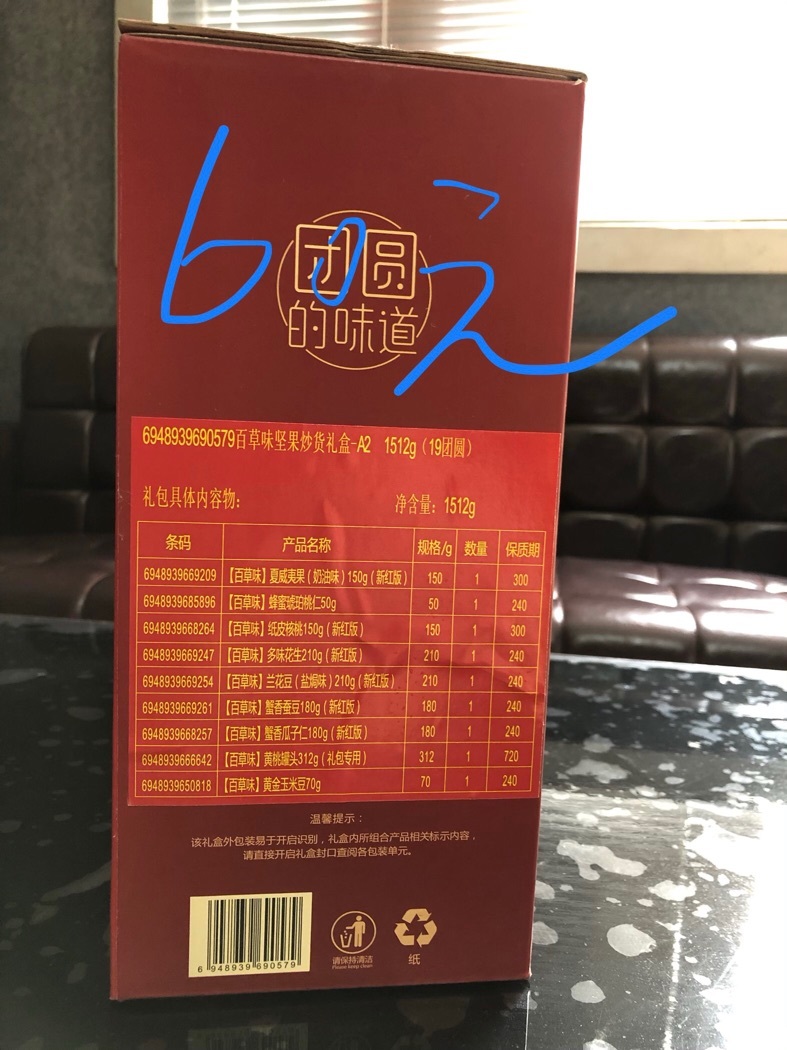 60元
团圆
的味道
6948939690579百草味坚果炒货礼盒-A2 1512g（19团圆）
礼包具体内容物： 净含量：1512g
条码 产品名称 规格/g 数量 保质期
6948939669209 【百草味】夏威夷果（奶油味）150g（新红版） 150 1 300
6948939685896 【百草味】蜂蜜琥珀桃仁50g 50 1 240
6948939668264 【百草味】纸皮核桃150g（新红版） 150 1 300
6948939669247 【百草味】多味花生210g（新红版） 210 1 240
6948939669254 【百草味】兰花豆（盐焗味）210g（新红版） 210 1 240
6948939669261 【百草味】蟹香蚕豆180g（新红版） 180 1 240
6948939668257 【百草味】蟹香瓜子仁180g（新红版） 180 1 240
6948939666642 【百草味】黄桃罐头312g（礼包专用） 312 1 720
6948939650818 【百草味】黄金玉米豆70g 70 1 240
温馨提示：
该礼盒外包装易于开启识别，礼盒内所组合产品相关标示内容，
请直接开启礼盒封口查阅各包装单元。
6 948939 690579
请保持清洁
Please keep clean
纸